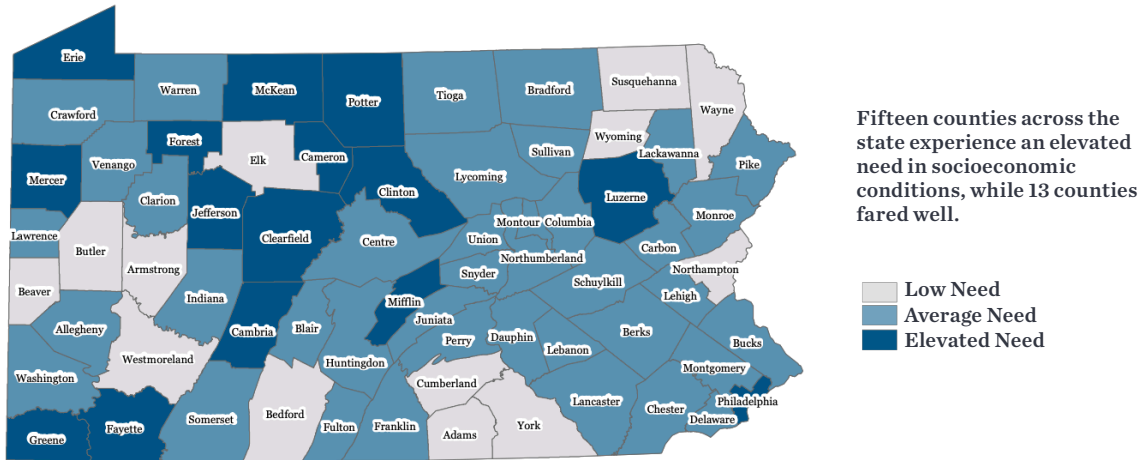 Erie
Warren
McKean
Potter
Tioga
Bradford
Susquehanna
Wayne
Crawford
Forest
Elk
Cameron
Wyoming
Lackawanna
Sullivan
Pike
Venango
Mercer
Clarion
Jefferson
Clinton
Lycoming
Luzerne
Monroe
Lawrence
Butler
Clearfield
Centre
Union
Montour
Columbia
Carbon
Armstrong
Northumberland
Northampton
Beaver
Indiana
Snyder
Schuylkill
Lehigh
Allegheny
Cambria
Blair
Mifflin
Juniata
Perry
Dauphin
Lebanon
Berks
Bucks
Westmoreland
Huntingdon
Montgomery
Washington
Cumberland
Lancaster
Chester
Philadelphia
Delaware
Greene
Fayette
Somerset
Bedford
Fulton
Franklin
Adams
York
Fifteen counties across the
state experience an elevated
need in socioeconomic
conditions, while 13 counties
fared well.
Low Need
Average Need
Elevated Need